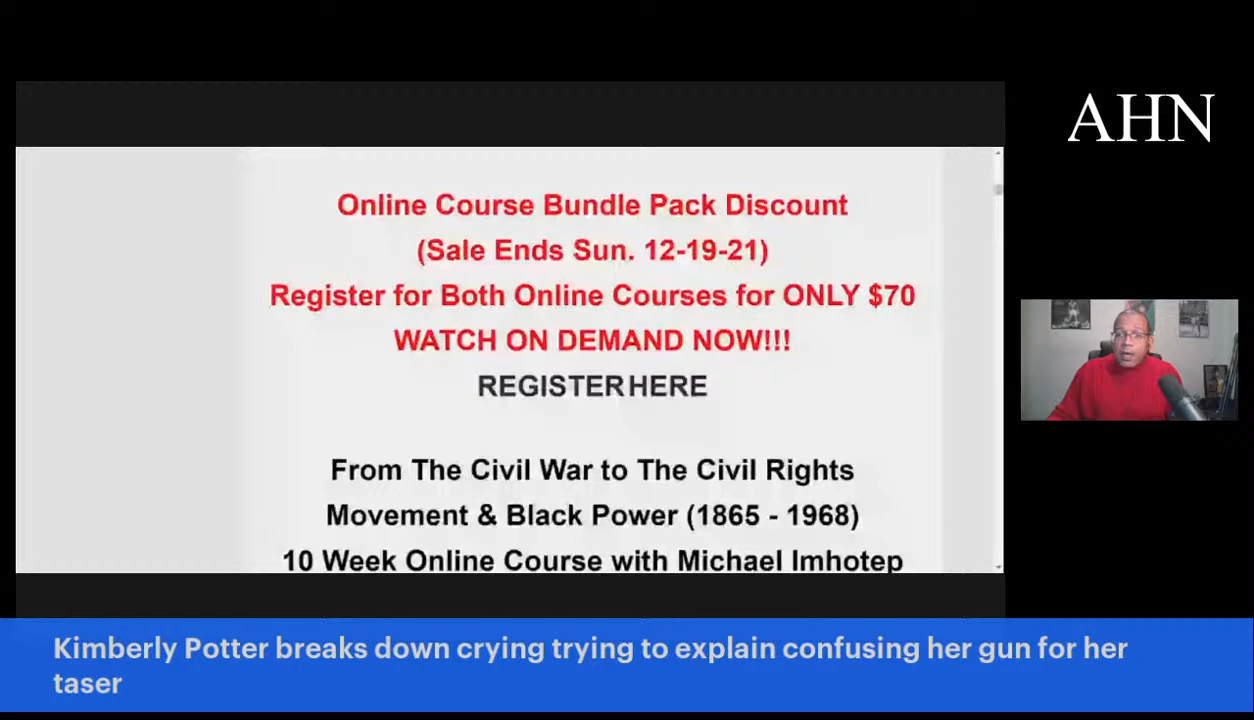 AHN
Online Course Bundle Pack Discount
(Sale Ends Sun. 12-19-21)
Register for Both Online Courses for ONLY $70
WATCH ON DEMAND NOW!!!
REGISTER HERE
From The Civil War to The Civil Rights
Movement & Black Power (1865 - 1968)
10 Week Online Course with Michael Imhotep
Kimberly Potter breaks down crying trying to explain confusing her gun for her
taser